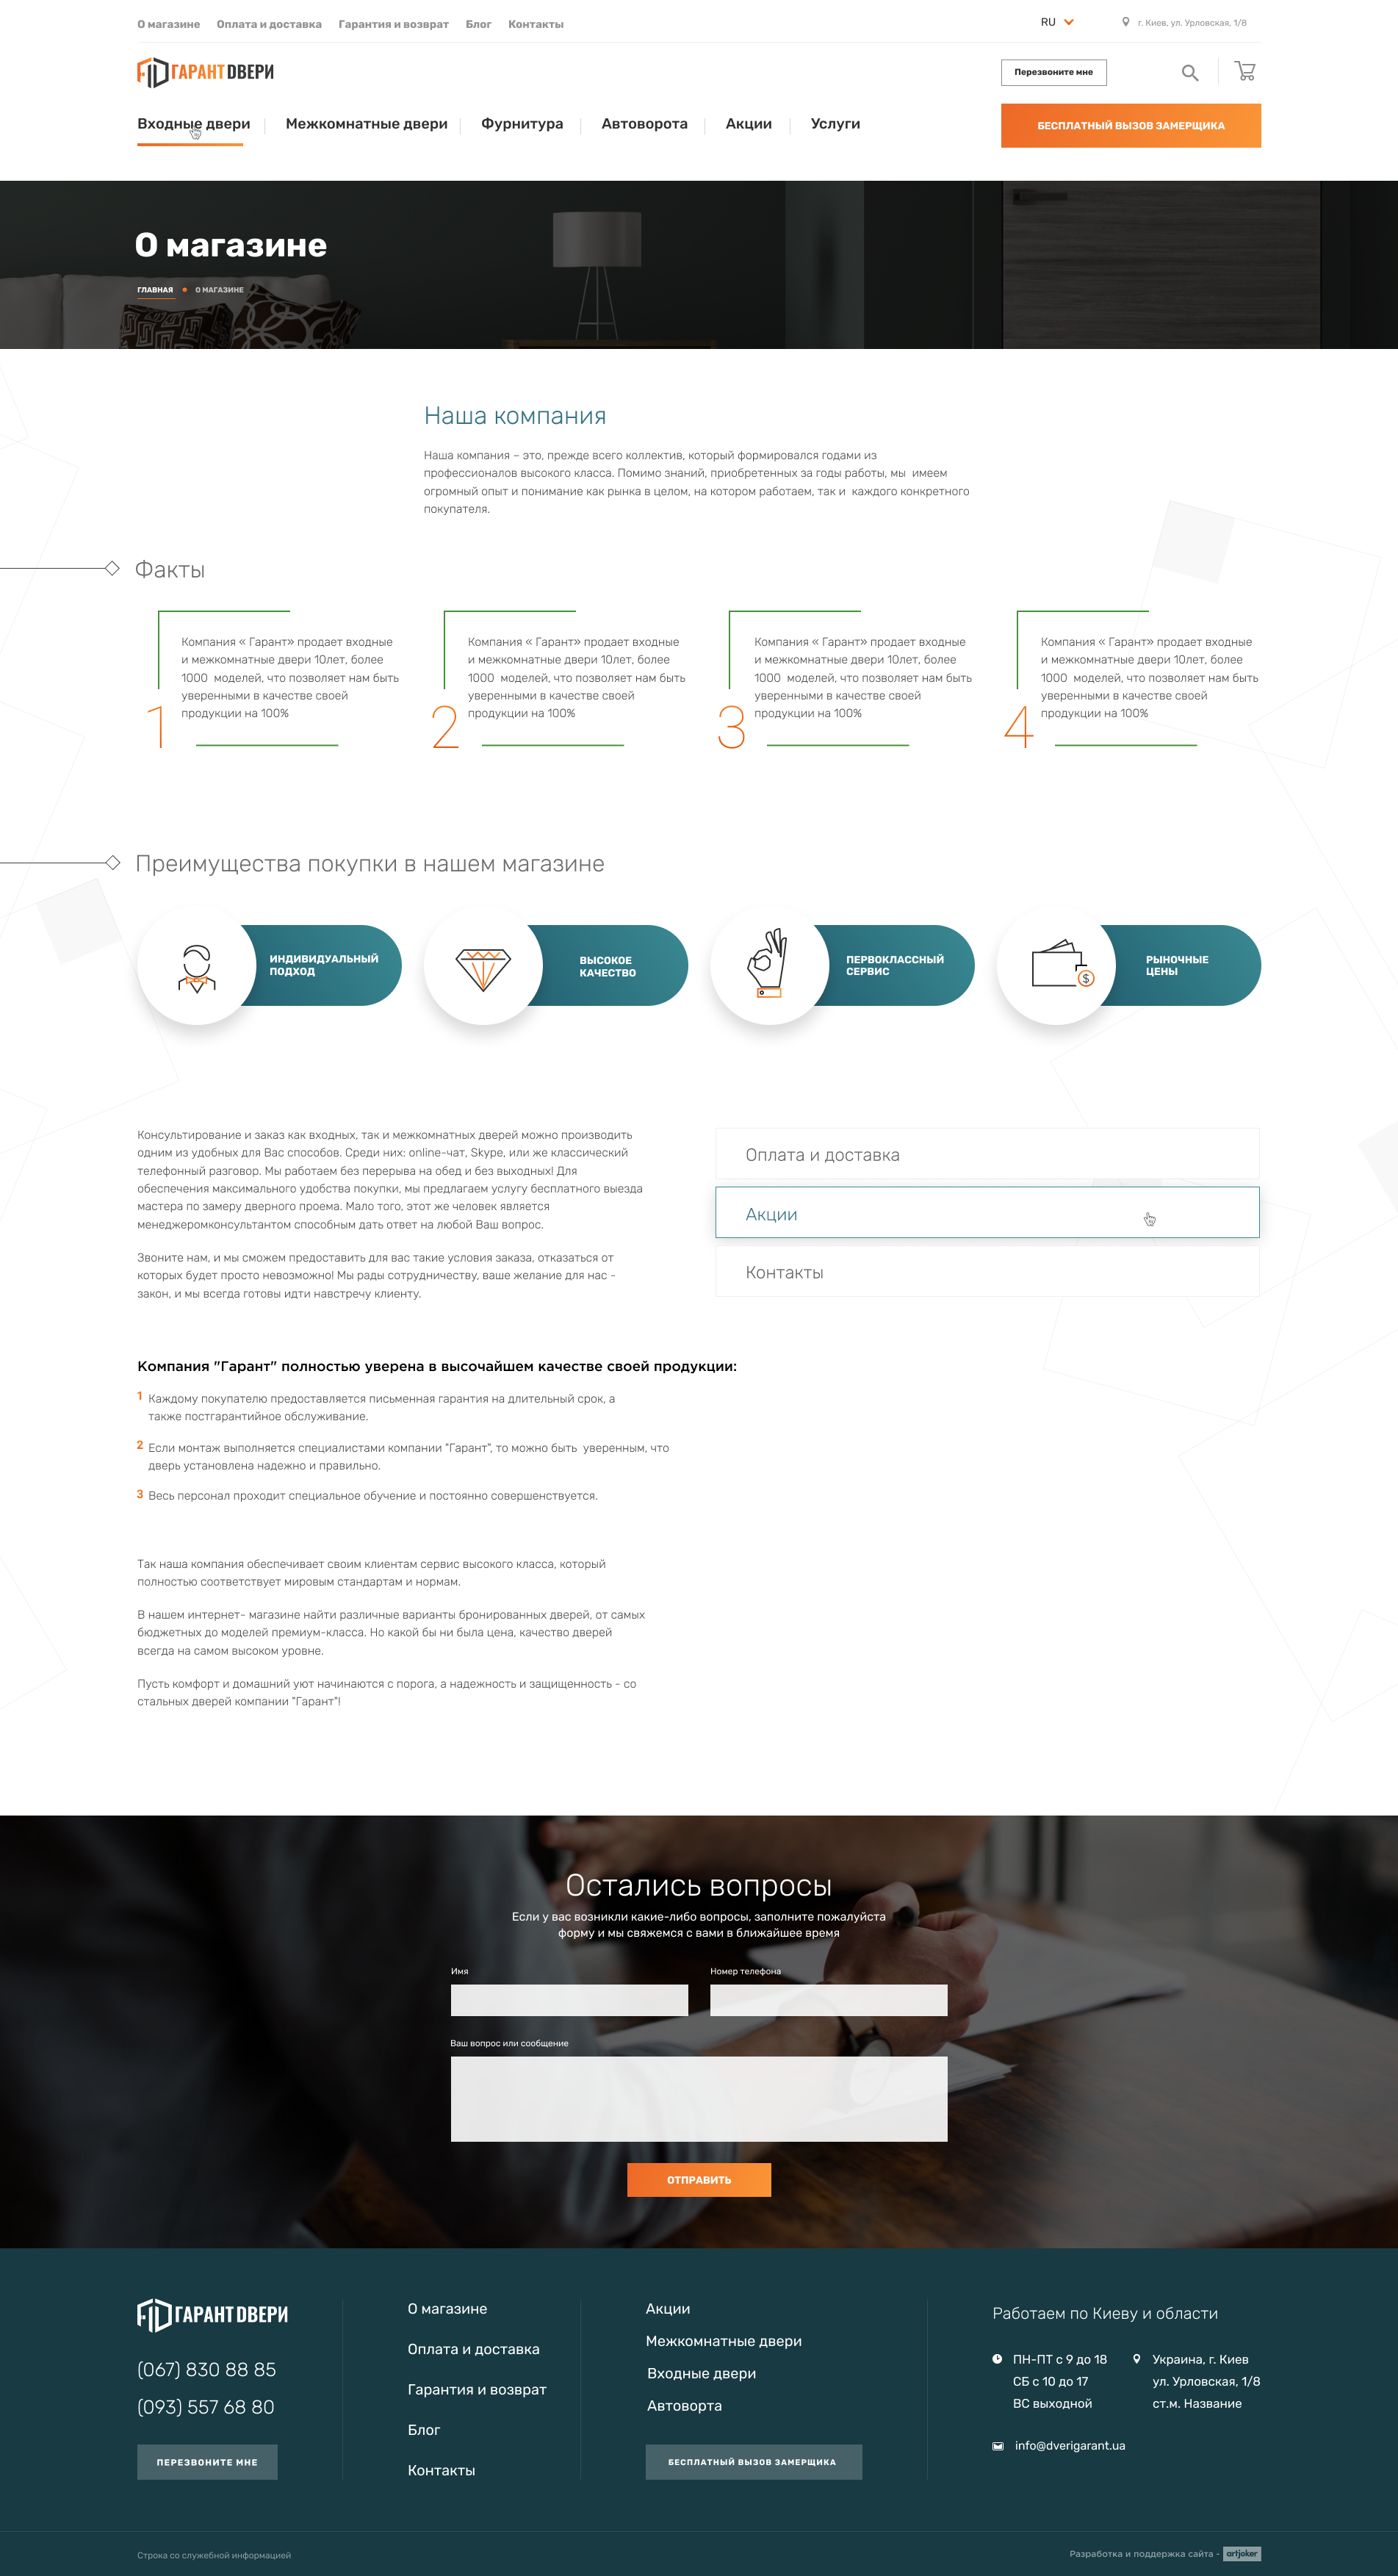 О магазине Оплата и доставка Гарантия и возврат Блог Контакты RU г. Киев, ул. Урловская, 1/8
ГАРАНТ DВЕРИ
Перезвоните мне
Входные двери Межкомнатные двери Фурнитура Автоворота Акции Услуги
БЕСПЛАТНЫЙ ВЫЗОВ ЗАМЕРЩИКА
О магазине
ГЛАВНАЯ О МАГАЗИНЕ
Наша компания
Наша компания – это, прежде всего коллектив, который формировался годами из
профессионалов высокого класса. Помимо знаний, приобретенных за годы работы, мы имеем
огромный опыт и понимание как рынка в целом, на котором работаем, так и каждого конкретного
покупателя.
Факты
Компания « Гарант» продает входные
и межкомнатные двери 10лет, более
1000 моделей, что позволяет нам быть
уверенными в качестве своей
продукции на 100%
1
Компания « Гарант» продает входные
и межкомнатные двери 10лет, более
1000 моделей, что позволяет нам быть
уверенными в качестве своей
продукции на 100%
2
Компания « Гарант» продает входные
и межкомнатные двери 10лет, более
1000 моделей, что позволяет нам быть
уверенными в качестве своей
продукции на 100%
3
Компания « Гарант» продает входные
и межкомнатные двери 10лет, более
1000 моделей, что позволяет нам быть
уверенными в качестве своей
продукции на 100%
4
Преимущества покупки в нашем магазине
ИНДИВИДУАЛЬНЫЙ
ПОДХОД
ВЫСОКОЕ
КАЧЕСТВО
ПЕРВОКЛАССНЫЙ
СЕРВИС
$
РЫНОЧНЫЕ
ЦЕНЫ
Консультирование и заказ как входных, так и межкомнатных дверей можно производить
одним из удобных для Вас способов. Среди них: online-чат, Skype, или же классический
телефонный разговор. Мы работаем без перерыва на обед и без выходных! Для
обеспечения максимального удобства покупки, мы предлагаем услугу бесплатного выезда
мастера по замеру дверного проема. Мало того, этот же человек является
менеджеромконсультантом способным дать ответ на любой Ваш вопрос.
Звоните нам, и мы сможем предоставить для вас такие условия заказа, отказаться от
которых будет просто невозможно! Мы рады сотрудничеству, ваше желание для нас -
закон, и мы всегда готовы идти навстречу клиенту.
Оплата и доставка
Акции
Контакты
Компания "Гарант" полностью уверена в высочайшем качестве своей продукции:
1 Каждому покупателю предоставляется письменная гарантия на длительный срок, а
также постгарантийное обслуживание.
2 Если монтаж выполняется специалистами компании "Гарант", то можно быть уверенным, что
дверь установлена надежно и правильно.
3 Весь персонал проходит специальное обучение и постоянно совершенствуется.
Так наша компания обеспечивает своим клиентам сервис высокого класса, который
полностью соответствует мировым стандартам и нормам.
В нашем интернет- магазине найти различные варианты бронированных дверей, от самых
бюджетных до моделей премиум-класса. Но какой бы ни была цена, качество дверей
всегда на самом высоком уровне.
Пусть комфорт и домашний уют начинаются с порога, а надежность и защищенность - со
стальных дверей компании "Гарант"!
Остались вопросы
Если у вас возникли какие-либо вопросы, заполните пожалуйста
форму и мы свяжемся с вами в ближайшее время
Имя Номер телефона
Ваш вопрос или сообщение
ОТПРАВИТЬ
ГАРАНТ DВЕРИ
(067) 830 88 85
(093) 557 68 80
ПЕРЕЗВОНИТЕ МНЕ
О магазине
Оплата и доставка
Гарантия и возврат
Блог
Контакты
Акции
Межкомнатные двери
Входные двери
Автоворта
БЕСПЛАТНЫЙ ВЫЗОВ ЗАМЕРЩИКА
Работаем по Киеву и области
ПН-ПТ с 9 до 18
СБ с 10 до 17
ВС выходной
Украина, г. Киев
ул. Урловская, 1/8
ст.м. Название
info@dverigarant.ua
Строка со служебной информацией
Разработка и поддержка сайта - artjoker